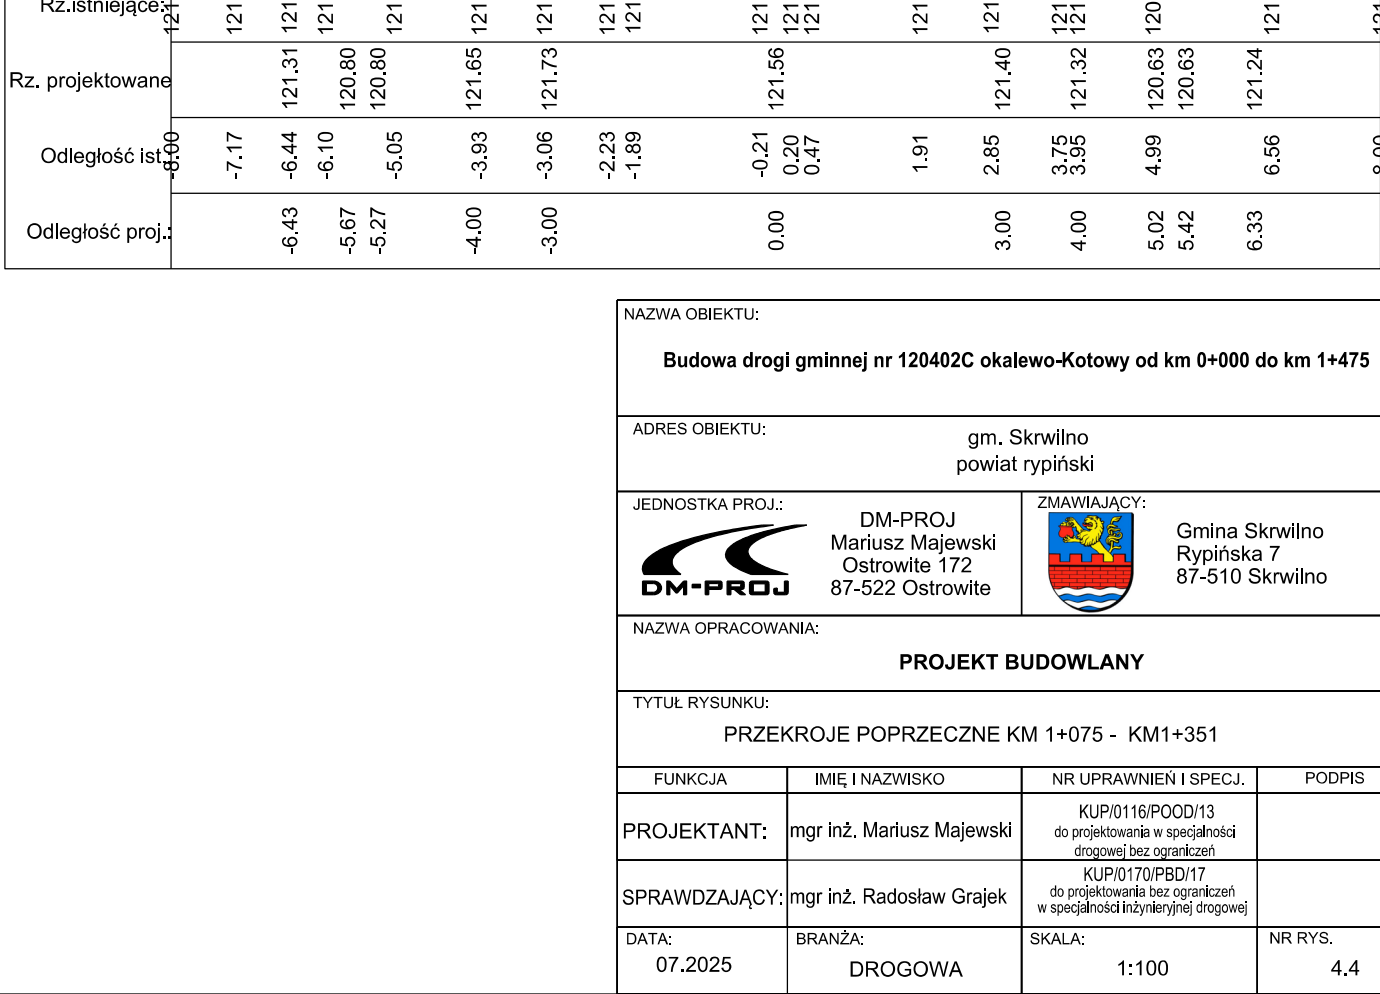 Rz.istniejące:
121 121 121 121 121 121 121 121 121 121 121 121 121 121 121 121 120 121
Rz. projektowane 121.31 120.80 120.80 121.65 121.73 121.56 121.40 121.32 120.63 120.63 121.24
Odległość ist.: -8.00 -7.17 -6.44 -6.10 -5.05 -3.93 -3.06 -2.23 -1.89 -0.21 0.20 0.47 1.91 2.85 3.75 3.95 4.99 6.56
Odległość proj.: -6.43 -5.67 -5.27 -4.00 -3.00 0.00 3.00 4.00 5.02 5.42 6.33
NAZWA OBIEKTU:
Budowa drogi gminnej nr 120402C okalewo-Kotowy od km 0+000 do km 1+475
ADRES OBIEKTU:
gm. Skrwilno
powiat rypiński
JEDNOSTKA PROJ.:
DM-PROJ
DM-PROJ
Mariusz Majewski
Ostrowite 172
87-522 Ostrowite
ZMAWIAJĄCY:
Gmina Skrwilno
Rypińska 7
87-510 Skrwilno
NAZWA OPRACOWANIA:
PROJEKT BUDOWLANY
TYTUŁ RYSUNKU:
PRZEKROJE POPRZECZNE KM 1+075 - KM1+351
FUNKCJA IMIĘ I NAZWISKO NR UPRAWNIEŃ I SPECJ. PODPIS
PROJEKTANT: mgr inż. Mariusz Majewski
KUP/0116/POOD/13
do projektowania w specjalności
drogowej bez ograniczeń
SPRAWDZAJĄCY: mgr inż. Radosław Grajek
KUP/0170/PBD/17
do projektowania bez ograniczeń
w specjalności inżynieryjnej drogowej
DATA: BRANŻA: SKALA: NR RYS.
07.2025 DROGOWA 1:100 4.4